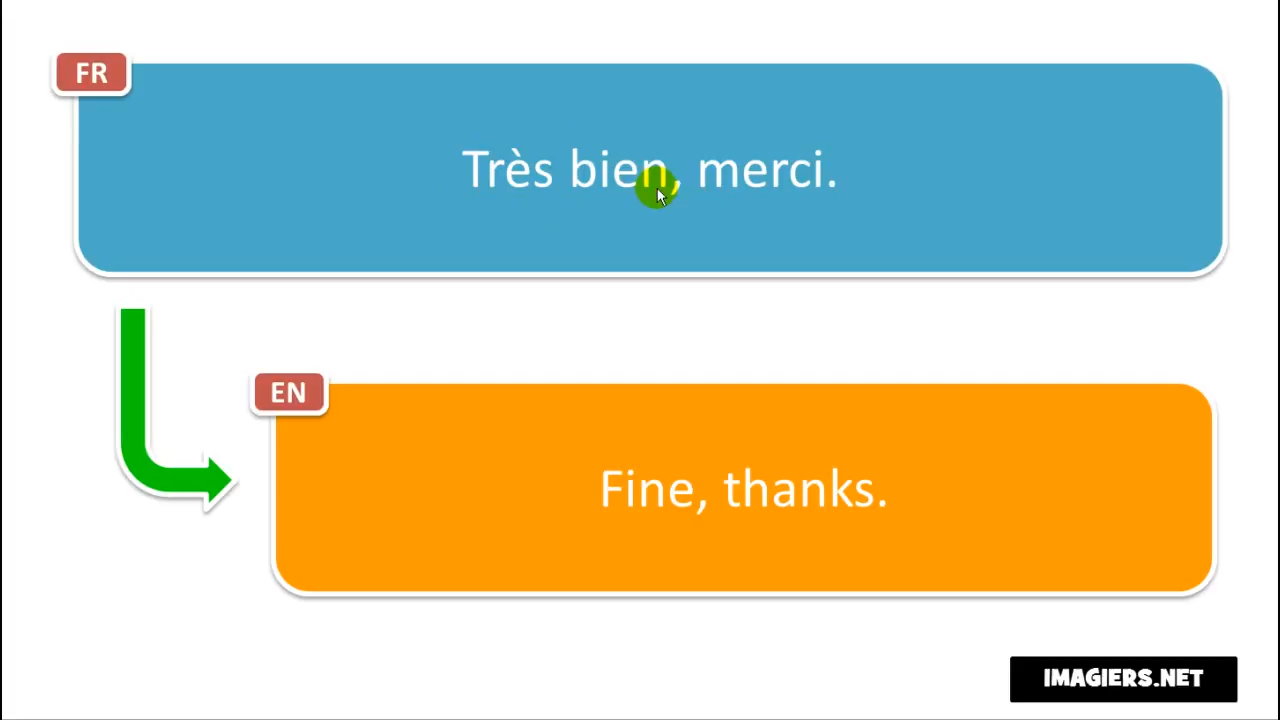 FR
Très bien, merci.
EN
Fine, thanks.
IMAGIERS.NET